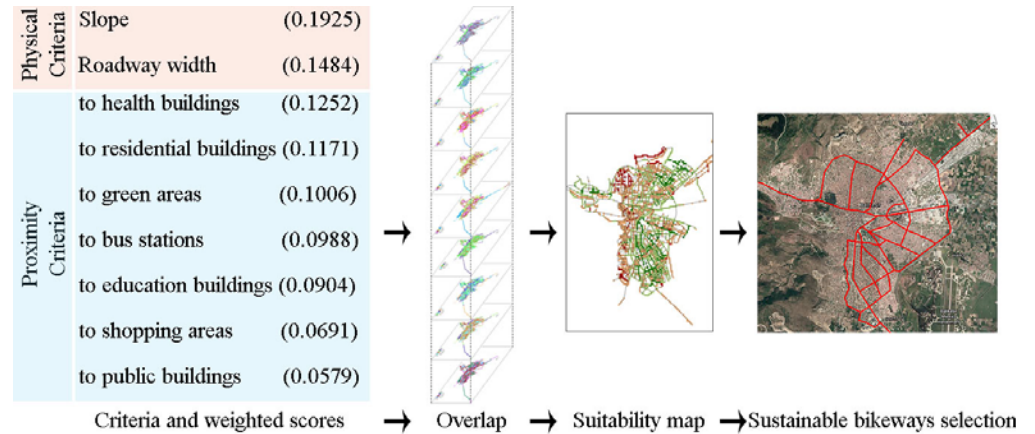 Physical
Criteria
Slope (0.1925)
Roadway width (0.1484)
Proximity
Criteria
to health buildings (0.1252)
to residential buildings (0.1171)
to green areas (0.1006)
to bus stations (0.0988)
to education buildings (0.0904)
to shopping areas (0.0691)
to public buildings (0.0579)
Criteria and weighted scores
Overlap
Suitability map
Sustainable bikeways selection